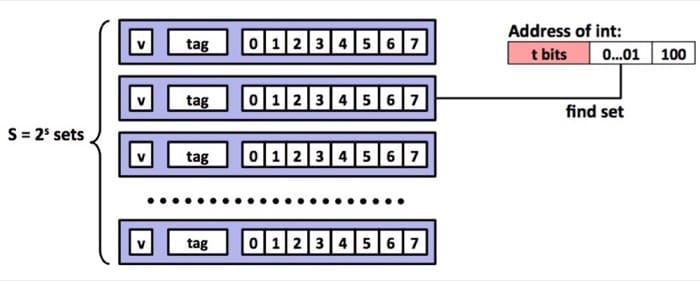 v tag 0 1 2 3 4 5 6 7
Address of int:
t bits 0...01 100
v tag 0 1 2 3 4 5 6 7
find set
S = 2ˢ sets
v tag 0 1 2 3 4 5 6 7
v tag 0 1 2 3 4 5 6 7